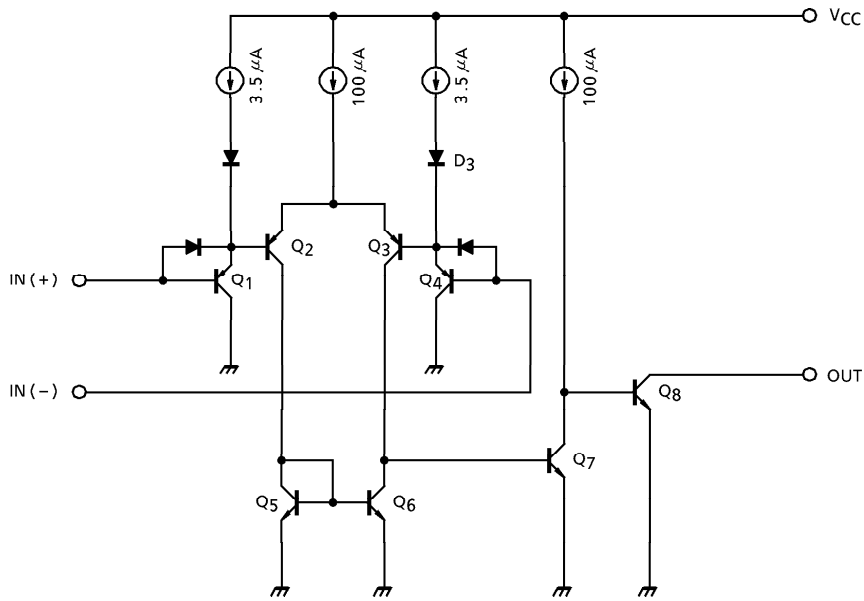 VCC
3.5 μA
100 μA
3.5 μA
100 μA
D3
Q2
Q3
IN(+)
Q1
Q4
IN(−)
OUT
Q8
Q7
Q5
Q6